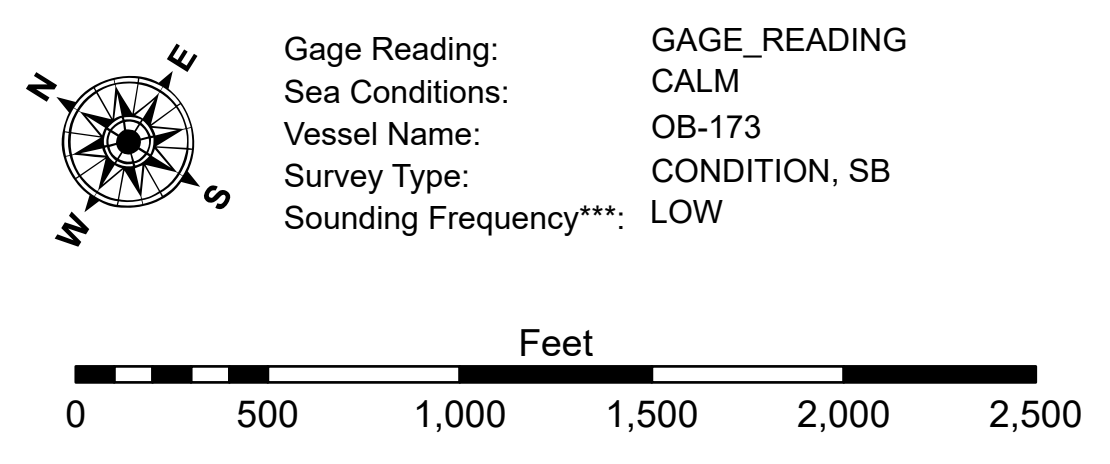 N
E
S
W
Gage Reading: GAGE_READING
Sea Conditions: CALM
Vessel Name: OB-173
Survey Type: CONDITION, SB
Sounding Frequency***: LOW
Feet
0 500 1,000 1,500 2,000 2,500